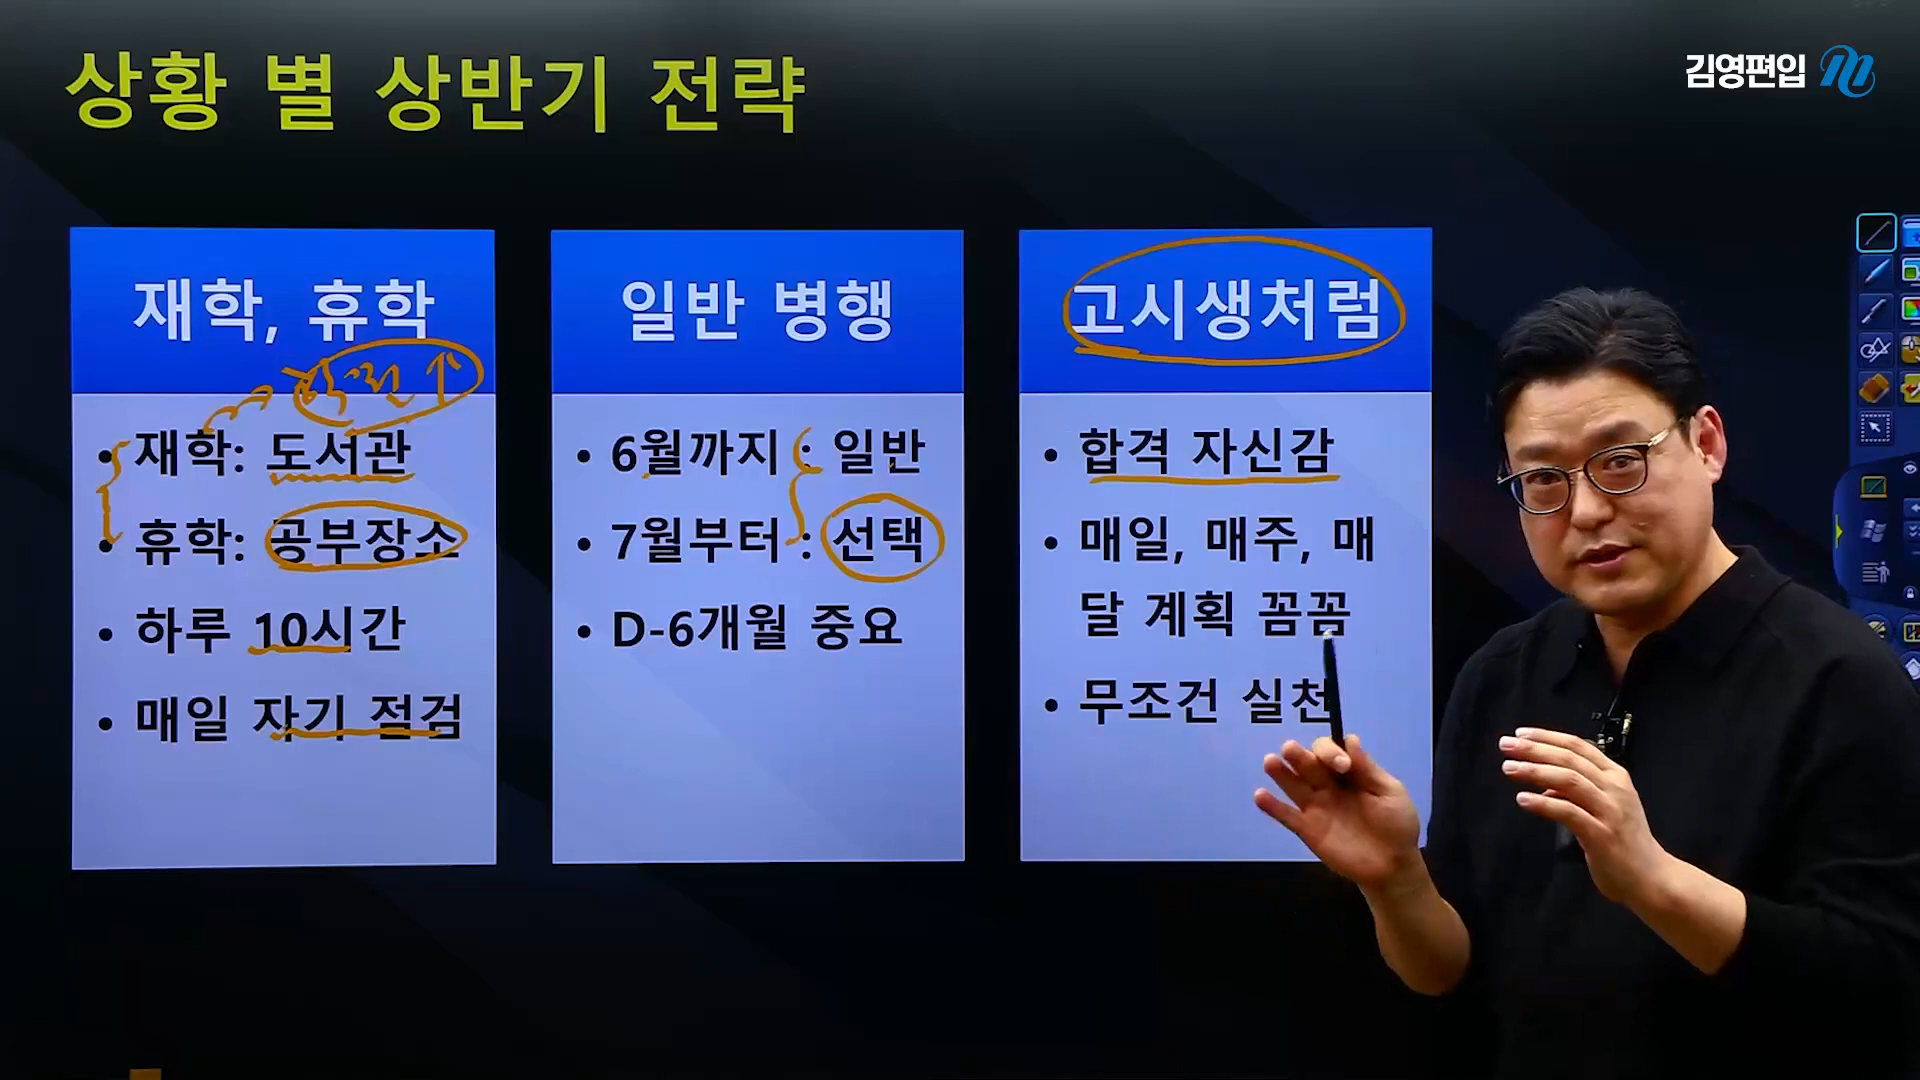 상황 별 상반기 전략
김영편입
재학, 휴학
학점 ↑
• 재학: 도서관
• 휴학: 공부장소
• 하루 10시간
• 매일 자기 점검
일반 병행
• 6월까지 : 일반
• 7월부터 : 선택
• D-6개월 중요
고시생처럼
• 합격 자신감
• 매일, 매주, 매
달 계획 꼼꼼
• 무조건 실천